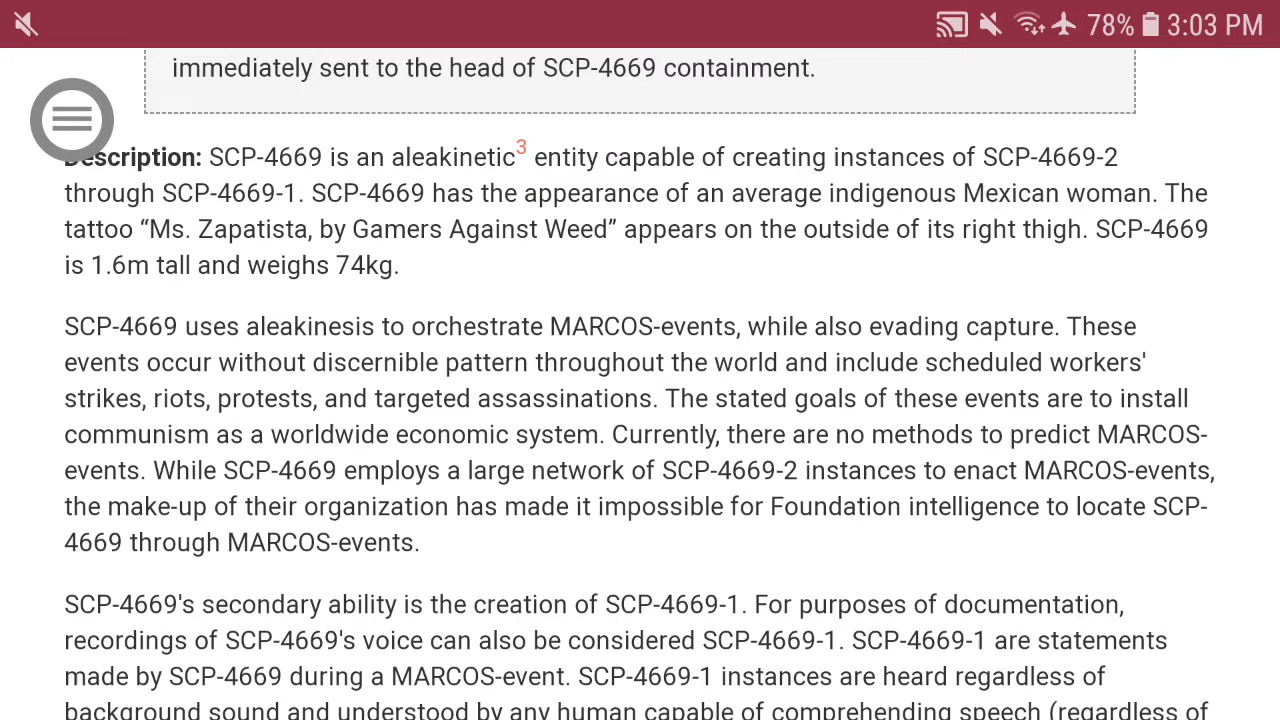 78% 3:03 PM
immediately sent to the head of SCP-4669 containment.
Description: SCP-4669 is an aleakinetic3 entity capable of creating instances of SCP-4669-2
through SCP-4669-1. SCP-4669 has the appearance of an average indigenous Mexican woman. The
tattoo “Ms. Zapatista, by Gamers Against Weed” appears on the outside of its right thigh. SCP-4669
is 1.6m tall and weighs 74kg.
SCP-4669 uses aleakinesis to orchestrate MARCOS-events, while also evading capture. These
events occur without discernible pattern throughout the world and include scheduled workers'
strikes, riots, protests, and targeted assassinations. The stated goals of these events are to install
communism as a worldwide economic system. Currently, there are no methods to predict MARCOS-
events. While SCP-4669 employs a large network of SCP-4669-2 instances to enact MARCOS-events,
the make-up of their organization has made it impossible for Foundation intelligence to locate SCP-
4669 through MARCOS-events.
SCP-4669's secondary ability is the creation of SCP-4669-1. For purposes of documentation,
recordings of SCP-4669's voice can also be considered SCP-4669-1. SCP-4669-1 are statements
made by SCP-4669 during a MARCOS-event. SCP-4669-1 instances are heard regardless of
background sound and understood by any human capable of comprehending speech (regardless of